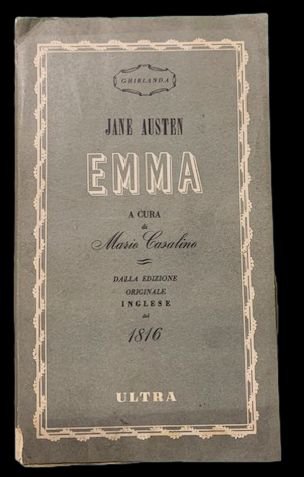 GHIRLANDA
JANE AUSTEN
EMMA
A CURA
di
Mario Casalino
DALLA EDIZIONE
ORIGINALE
INGLESE
del
1816
ULTRA